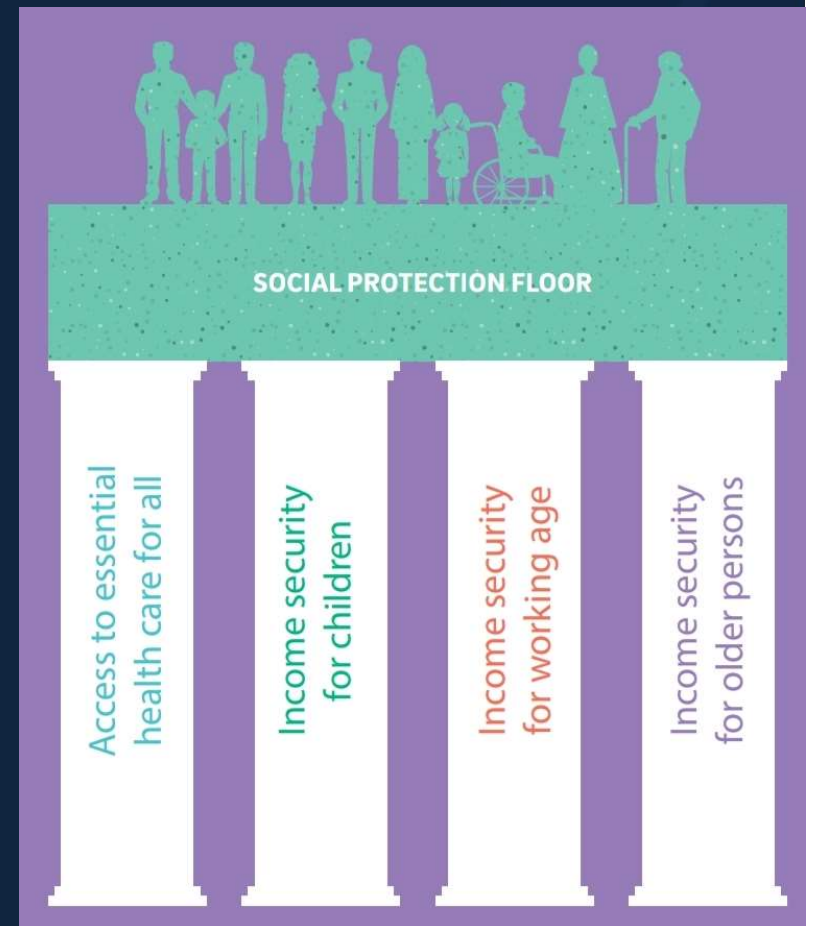 SOCIAL PROTECTION FLOOR
Access to essential
health care for all
Income security
for children
Income security
for working age
Income security
for older persons